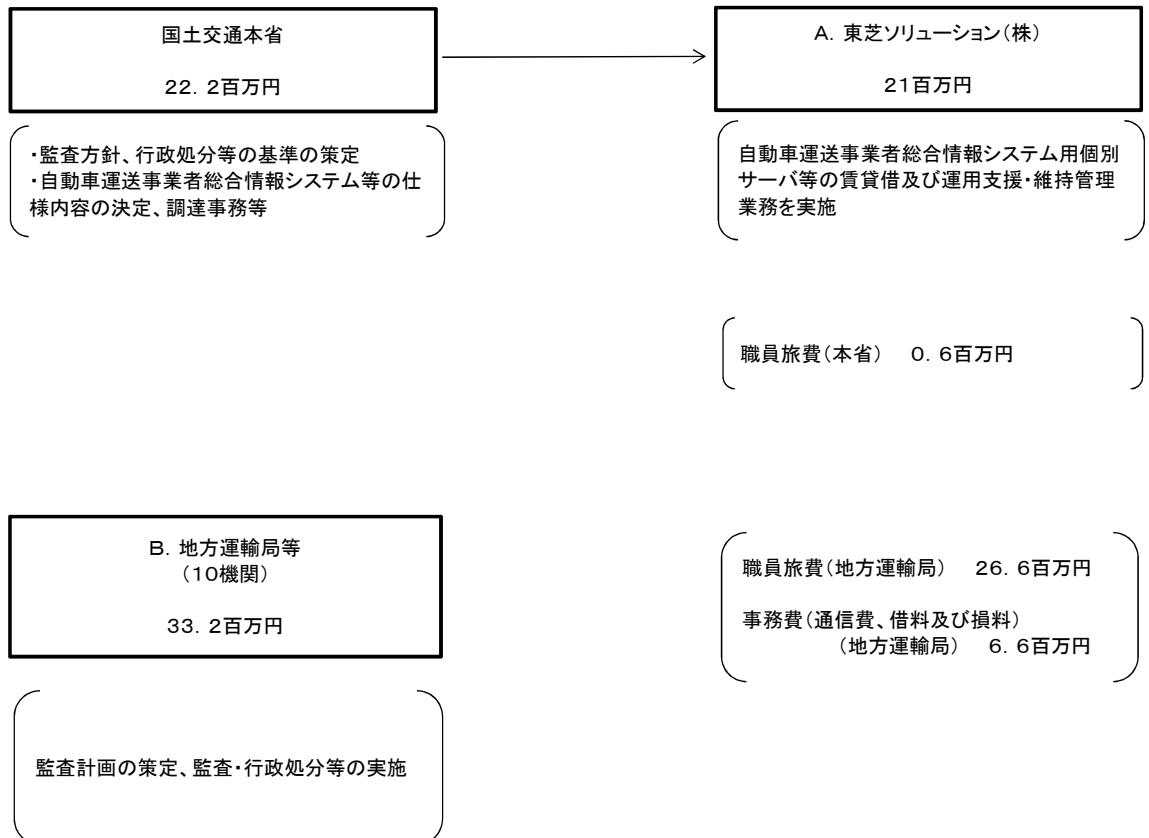 国土交通本省
22．2百万円
A．東芝ソリューション（株）
21百万円
・監査方針、行政処分等の基準の策定
・自動車運送事業者総合情報システム等の仕
様内容の決定、調達事務等
自動車運送事業者総合情報システム用個別
サーバ等の賃貸借及び運用支援・維持管理
業務を実施
職員旅費（本省）　0．6百万円
B．地方運輸局等
（10機関）
33．2百万円
職員旅費（地方運輸局）　26．6百万円
事務費（通信費、借料及び損料）
（地方運輸局）　6．6百万円
監査計画の策定、監査・行政処分等の実施